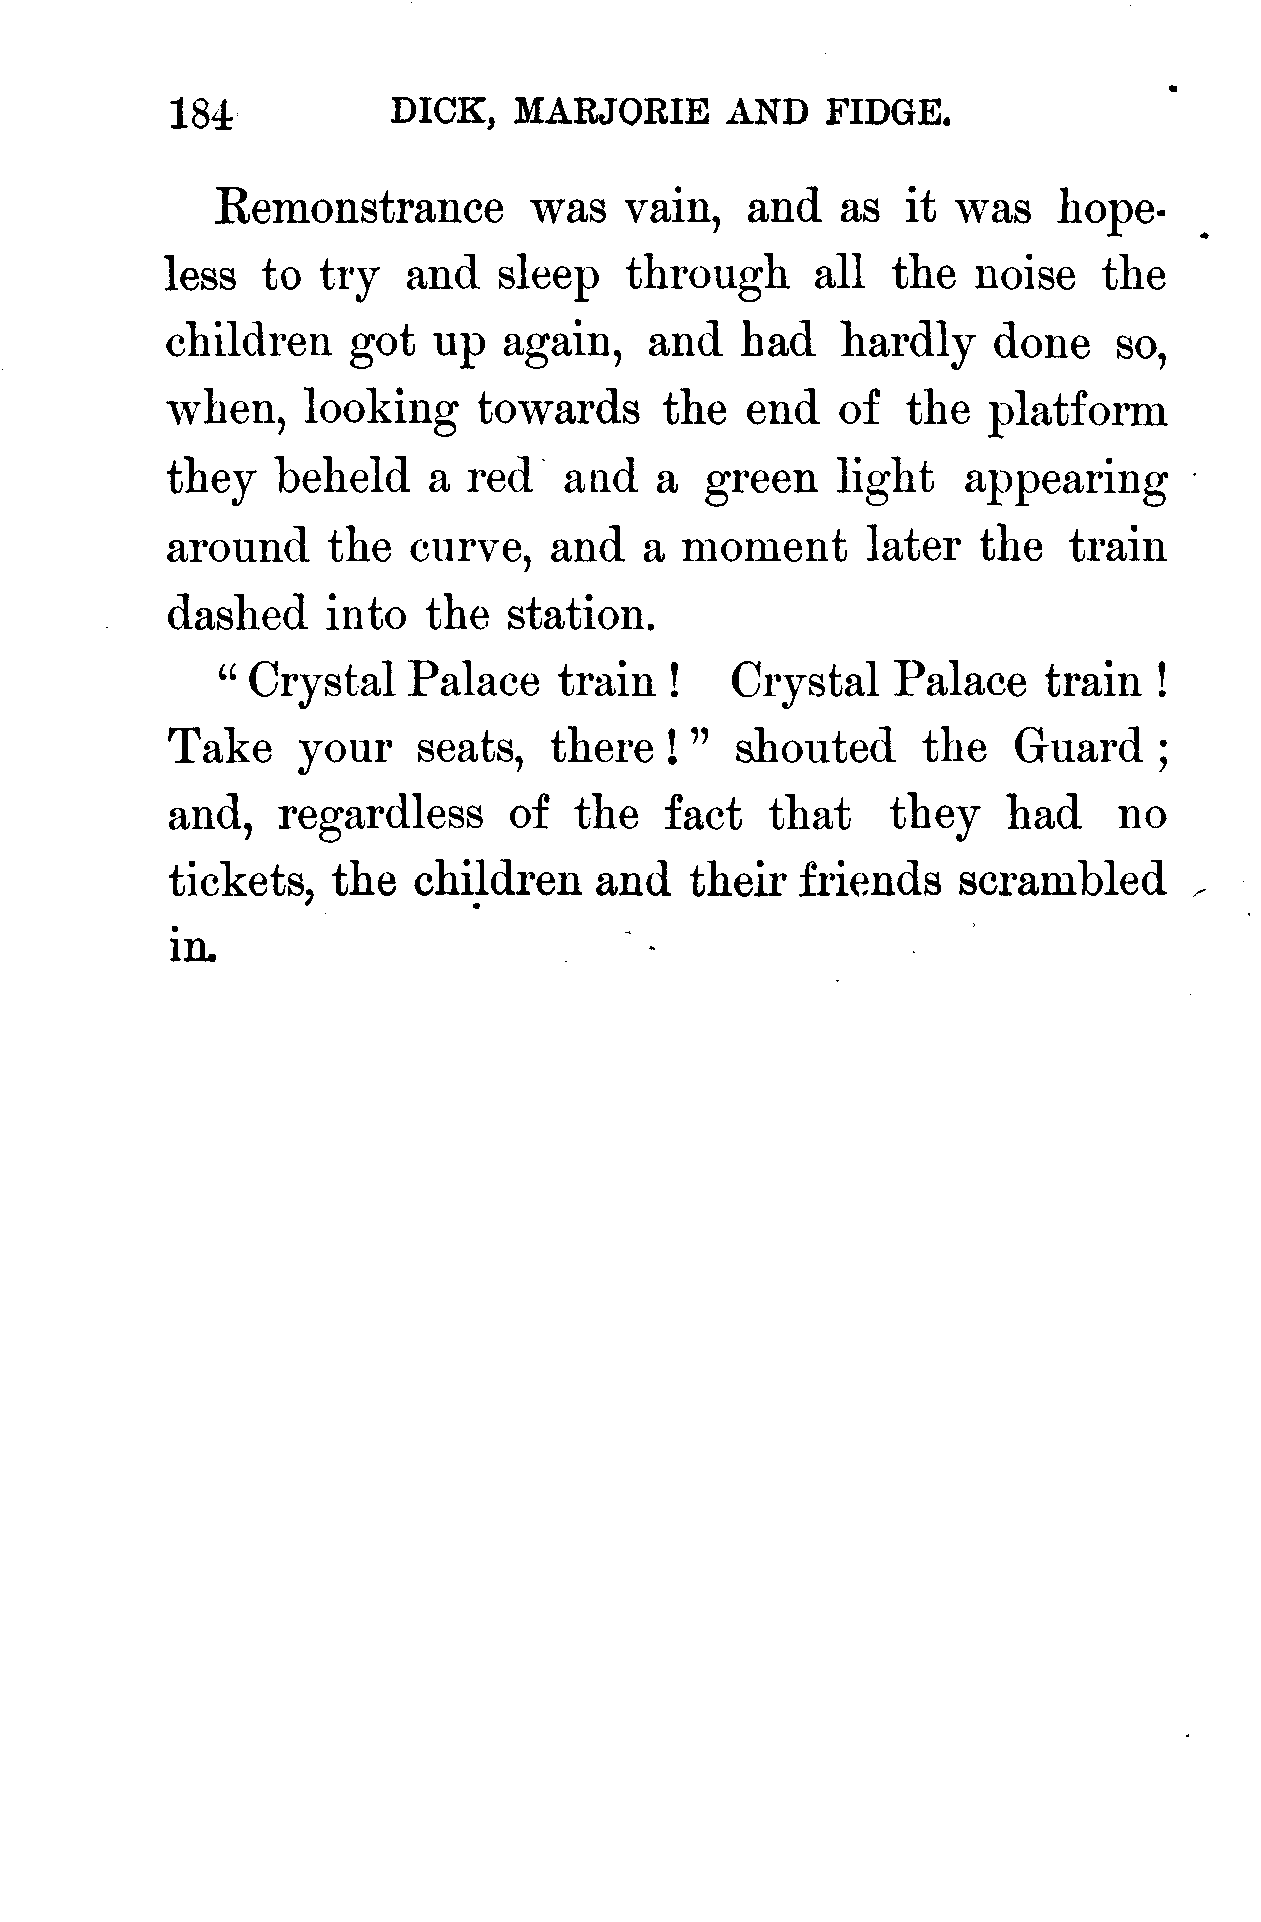 184 DICK, MARJORIE AND FIDGE.
Remonstrance was vain, and as it was hope-
less to try and sleep through all the noise the
children got up again, and had hardly done so,
when, looking towards the end of the platform
they beheld a red and a green light appearing
around the curve, and a moment later the train
dashed into the station.
“ Crystal Palace train ! Crystal Palace train !
Take your seats, there ! ” shouted the Guard ;
and, regardless of the fact that they had no
tickets, the children and their friends scrambled
in.